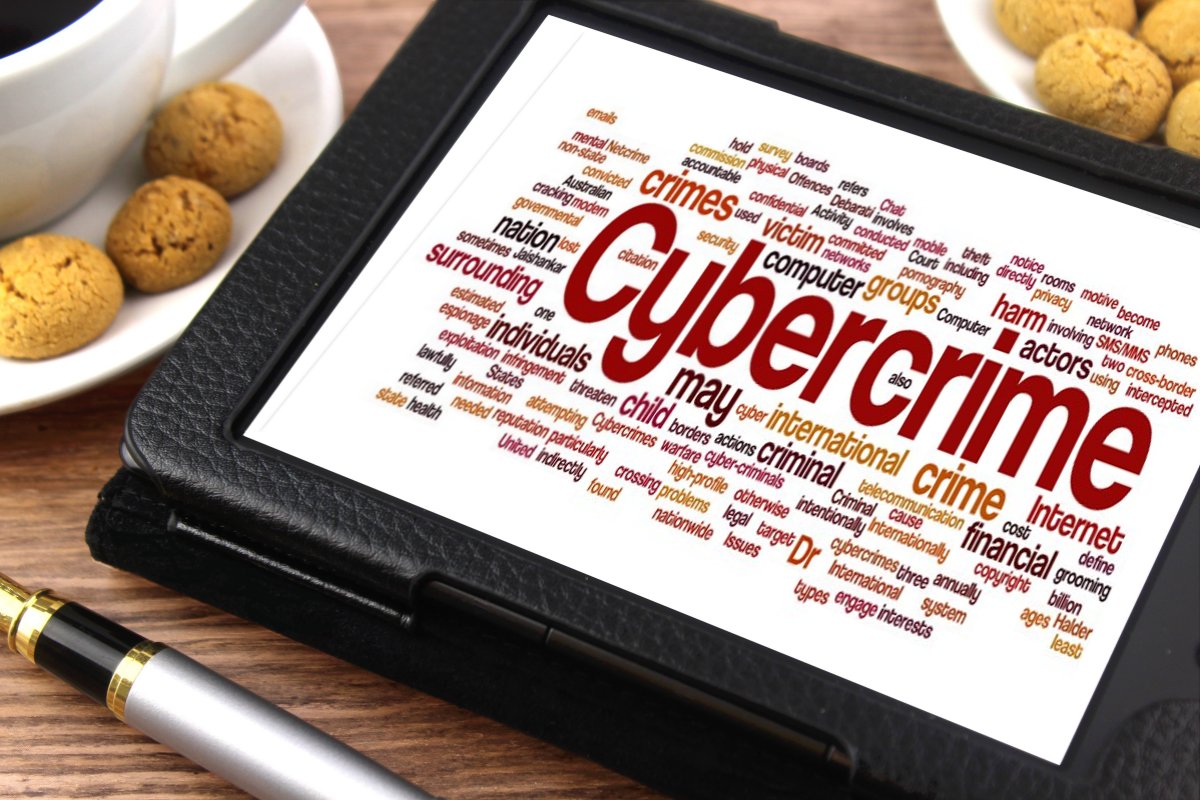 emails
mental Netcrime
non-state
hold survey boards
commission physical Offences refers
accountable
convicted crimes used confidential Activity Debarati involves Chat
Australian
cracking modern
governmental
victim committed conducted mobile theft notice
networks Court including directly rooms motive become
security
nation lost citation
sometimes Jaishankar
computer groups pornography privacy network
Computer harm involving SMS/MMS phones
surrounding
Cybercrime
actors two cross-border
using intercepted
estimated one
espionage individuals
also
exploitation infringement threaten may
lawfully States
referred information attempting child cyber international
state health needed reputation particularly Cybercrimes borders actions criminal crime
warfare cyber-criminals
United indirectly crossing high-profile otherwise Criminal telecommunication cost Internet
found problems intentionally cause
nationwide legal target Internationally financial define
Issues Dr cybercrimes three annually copyright grooming
International billion
types engage interests system ages Halder
least